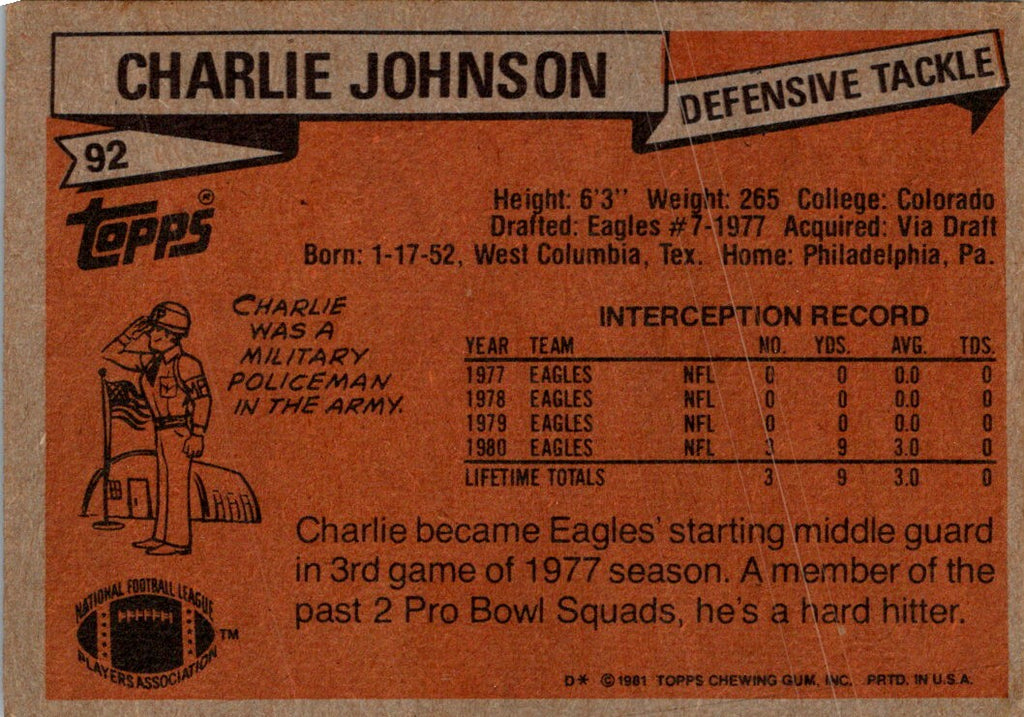 CHARLIE JOHNSON
DEFENSIVE TACKLE
92
TOPPS®
Height: 6'3'' Weight: 265 College: Colorado
Drafted: Eagles #7-1977 Acquired: Via Draft
Born: 1-17-52, West Columbia, Tex. Home: Philadelphia, Pa.
CHARLIE
WAS A
MILITARY
POLICEMAN
IN THE ARMY.
MP
INTERCEPTION RECORD
YEAR TEAM NO. YDS. AVG. TDS.
1977 EAGLES NFL 0 0 0.0 0
1978 EAGLES NFL 0 0 0.0 0
1979 EAGLES NFL 0 0 0.0 0
1980 EAGLES NFL 3 9 3.0 0
LIFETIME TOTALS 3 9 3.0 0
Charlie became Eagles' starting middle guard
in 3rd game of 1977 season. A member of the
past 2 Pro Bowl Squads, he's a hard hitter.
NATIONAL FOOTBALL LEAGUE
PLAYERS ASSOCIATION
TM
D* ©1981 TOPPS CHEWING GUM, INC. PRTD. IN U.S.A.